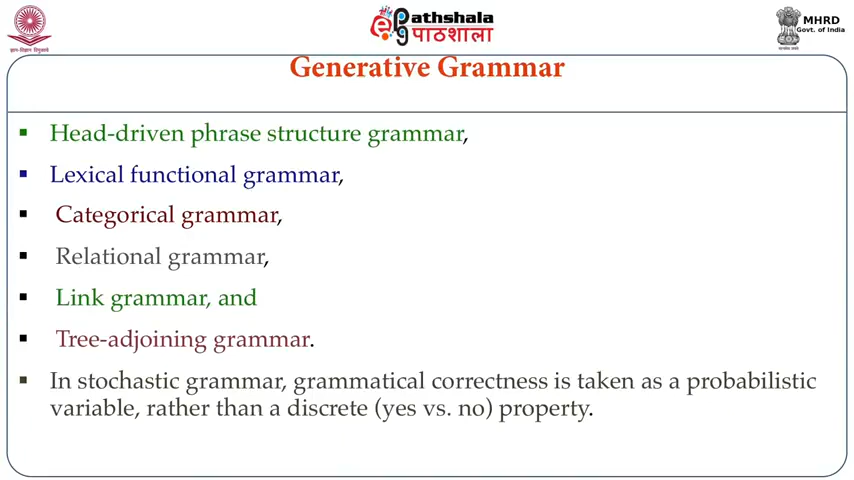 ePathshala
पाठशाला
MHRD
Govt. of India
Generative Grammar
Head-driven phrase structure grammar,
Lexical functional grammar,
Categorical grammar,
Relational grammar,
Link grammar, and
Tree-adjoining grammar.
In stochastic grammar, grammatical correctness is taken as a probabilistic
variable, rather than a discrete (yes vs. no) property.